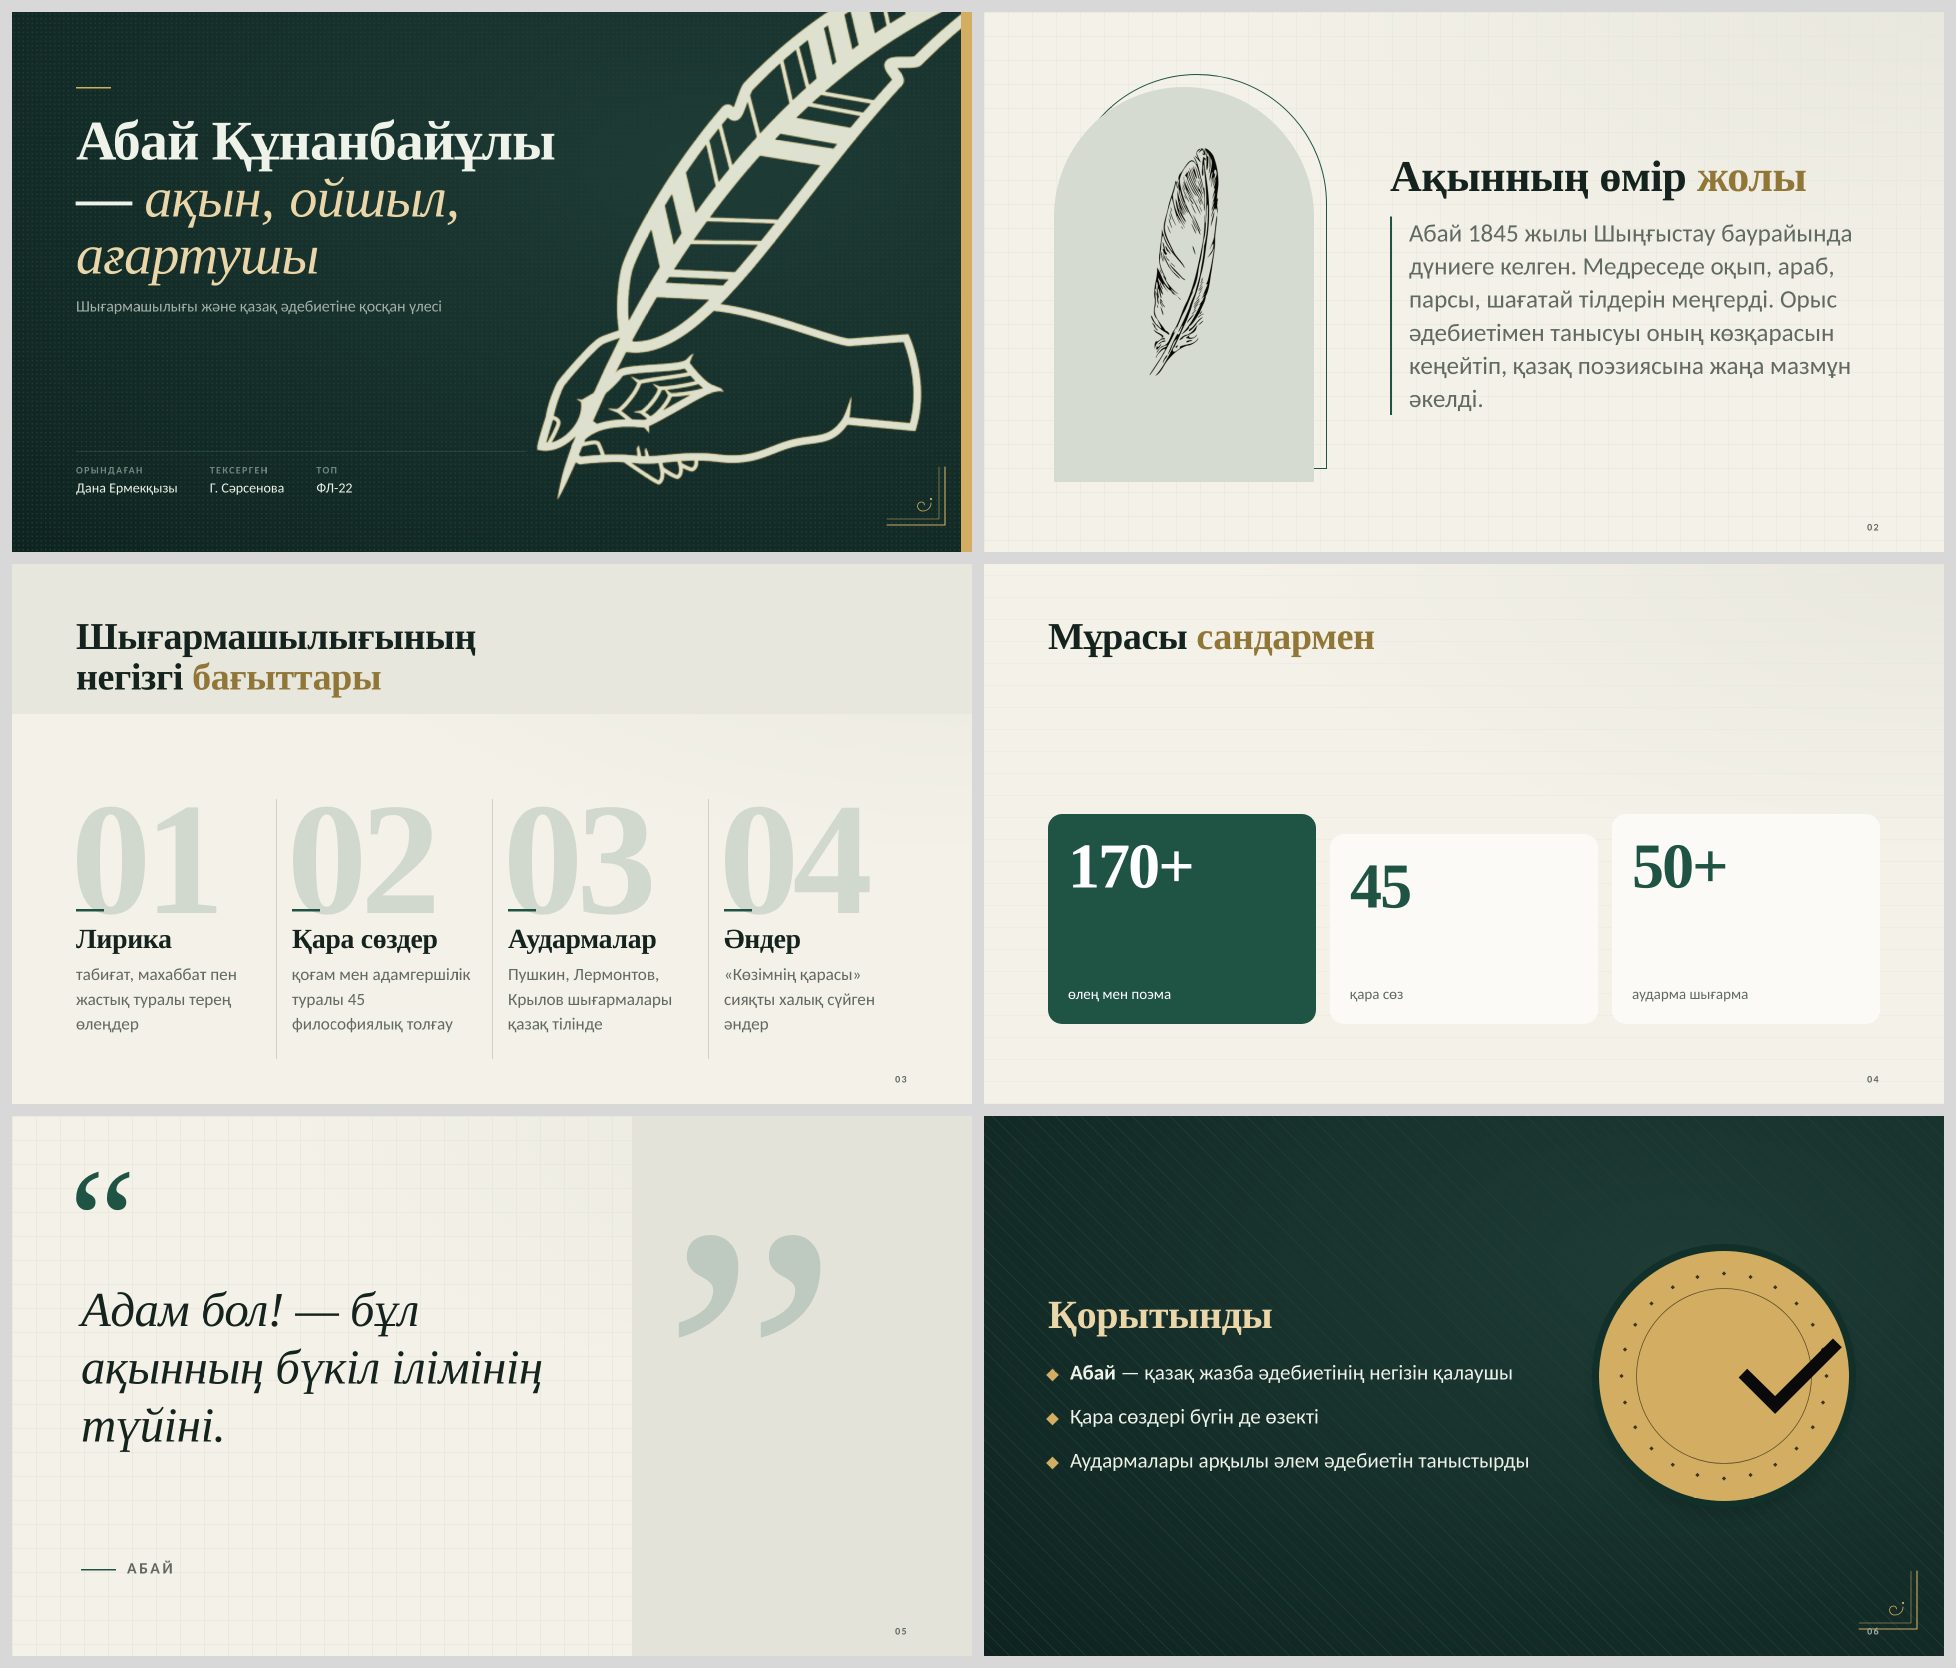 Абай Құнанбайұлы
— ақын, ойшыл,
ағартушы
Шығармашылығы және қазақ әдебиетіне қосқан үлесі
ОРЫНДАҒАН
Дана Ермекқызы
ТЕКСЕРГЕН
Г. Сәрсенова
ТОП
ФЛ-22
Ақынның өмір жолы
Абай 1845 жылы Шыңғыстау баурайында
дүниеге келген. Медреседе оқып, араб,
парсы, шағатай тілдерін меңгерді. Орыс
әдебиетімен танысуы оның көзқарасын
кеңейтіп, қазақ поэзиясына жаңа мазмұн
әкелді.
02
Шығармашылығының
негізгі бағыттары
01
Лирика
табиғат, махаббат пен
жастық туралы терең
өлеңдер
02
Қара сөздер
қоғам мен адамгершілік
туралы 45
философиялық толғау
03
Аудармалар
Пушкин, Лермонтов,
Крылов шығармалары
қазақ тілінде
04
Әндер
«Көзімнің қарасы»
сияқты халық сүйген
әндер
03
Мұрасы сандармен
170+
өлең мен поэма
45
қара сөз
50+
аударма шығарма
04
“
Адам бол! — бұл
ақынның бүкіл ілімінің
түйіні.
— АБАЙ
”
05
Қорытынды
Абай — қазақ жазба әдебиетінің негізін қалаушы
Қара сөздері бүгін де өзекті
Аудармалары арқылы әлем әдебиетін таныстырды
06